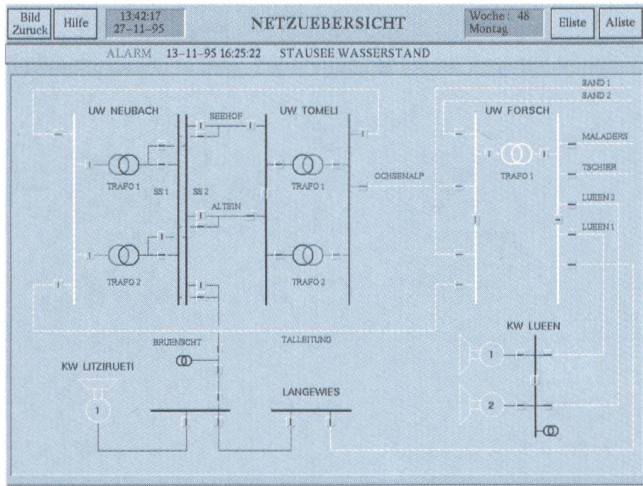 Bild Zuruck
Hilfe
13:42:17
27-11-95
NETZUEBERSICHT
Woche: 48
Montag
Eliste
Aliste
ALARM 13-11-95 16:25:22 STAUSEE WASSERSTAND
SAND 1
SAND 2
UW NEUBACH
SEEHOF
UW TOMELI
UW FORSCH
MALADERS
TRAFO 1
SS 1
SS 2
TRAFO 1
OCHSENALP
TRAFO 1
TSCHIER
LUEEN 2
ALTEIN
LUEEN 1
TRAFO 2
TRAFO 2
BRUENSCHT
TALLEITUNG
KW LUEEN
KW LITZIRUETI
1
LANGEWIES
1
2